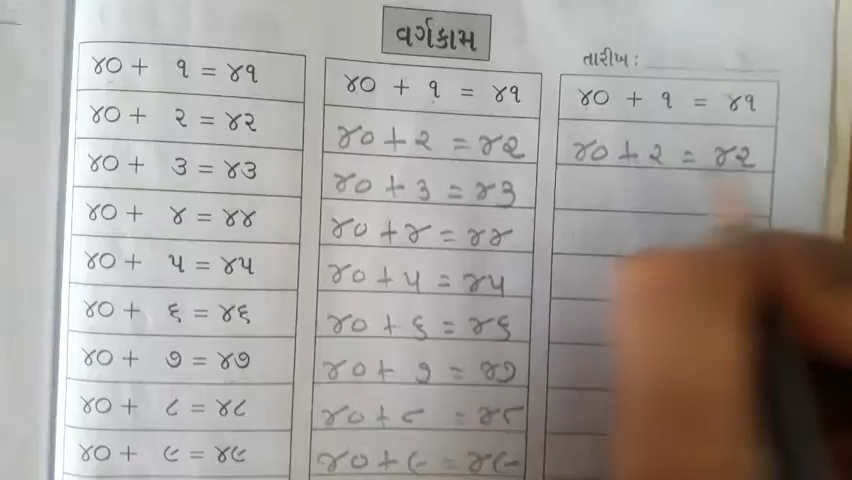 વર્ગકામ
તારીખ :
૪૦ + ૧ = ૪૧
૪૦ + ૨ = ૪૨
૪૦ + ૩ = ૪૩
૪૦ + ૪ = ૪૪
૪૦ + ૫ = ૪૫
૪૦ + ૬ = ૪૬
૪૦ + ૭ = ૪૭
૪૦ + ૮ = ૪૮
૪૦ + ૯ = ૪૯
૪૦ + ૧ = ૪૧
૪૦ + ૨ = ૪૨
૪૦ + ૩ = ૪૩
૪૦ + ૪ = ૪૪
૪૦ + ૫ = ૪૫
૪૦ + ૬ = ૪૬
૪૦ + ૭ = ૪૭
૪૦ + ૮ = ૪૮
૪૦ + ૯ = ૪૯
૪૦ + ૧ = ૪૧
૪૦ + ૨ = ૪૨